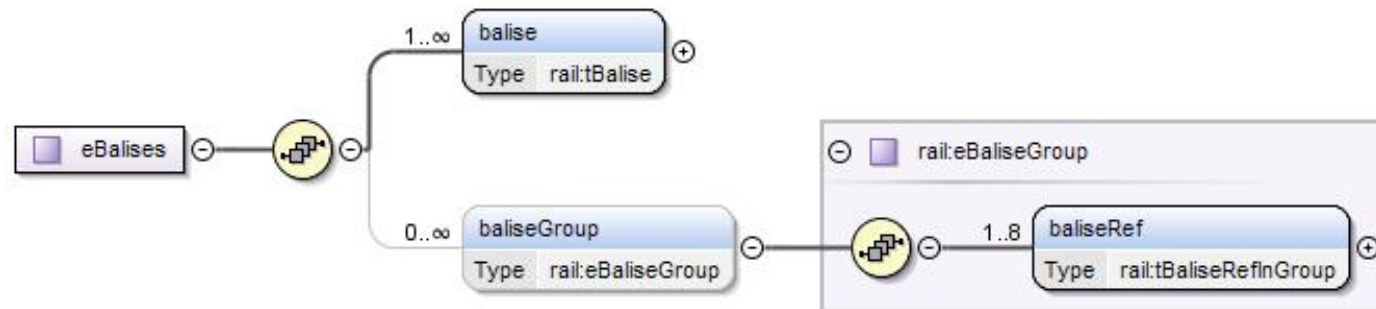 1..∞
balise
Type rail:tBalise
eBalises
rail:eBaliseGroup
0..∞
baliseGroup
Type rail:eBaliseGroup
1..8
baliseRef
Type rail:tBaliseRefInGroup